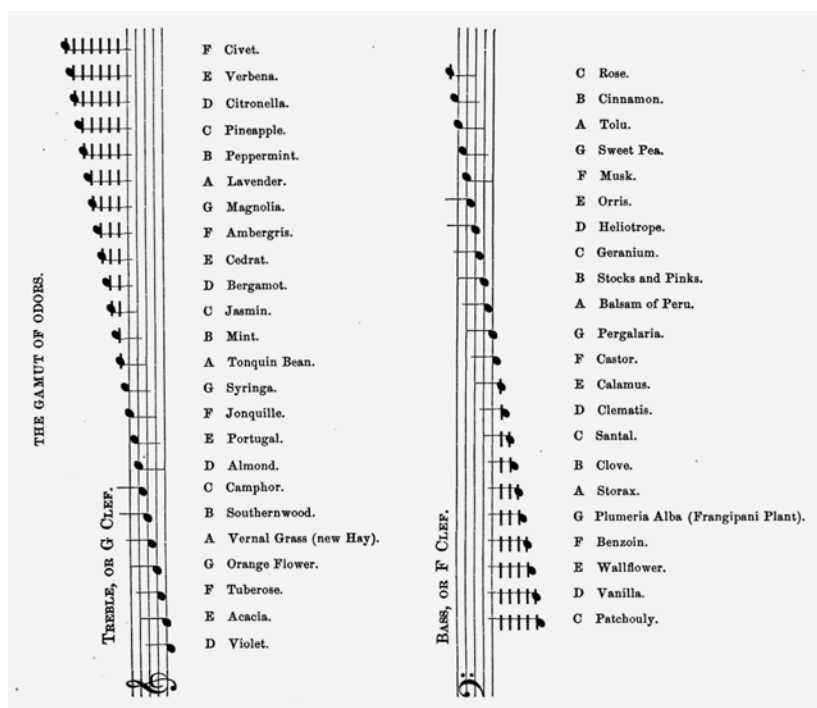 THE GAMUT OF ODORS.
TREBLE, OR G CLEF.
F Civet.
E Verbena.
D Citronella.
C Pineapple.
B Peppermint.
A Lavender.
G Magnolia.
F Ambergris.
E Cedrat.
D Bergamot.
C Jasmin.
B Mint.
A Tonquin Bean.
G Syringa.
F Jonquille.
E Portugal.
D Almond.
C Camphor.
B Southernwood.
A Vernal Grass (new Hay).
G Orange Flower.
F Tuberose.
E Acacia.
D Violet.
BASS, OR F CLEF.
C Rose.
B Cinnamon.
A Tolu.
G Sweet Pea.
F Musk.
E Orris.
D Heliotrope.
C Geranium.
B Stocks and Pinks.
A Balsam of Peru.
G Pergalaria.
F Castor.
E Calamus.
D Clematis.
C Santal.
B Clove.
A Storax.
G Plumeria Alba (Frangipani Plant).
F Benzoin.
E Wallflower.
D Vanilla.
C Patchouly.